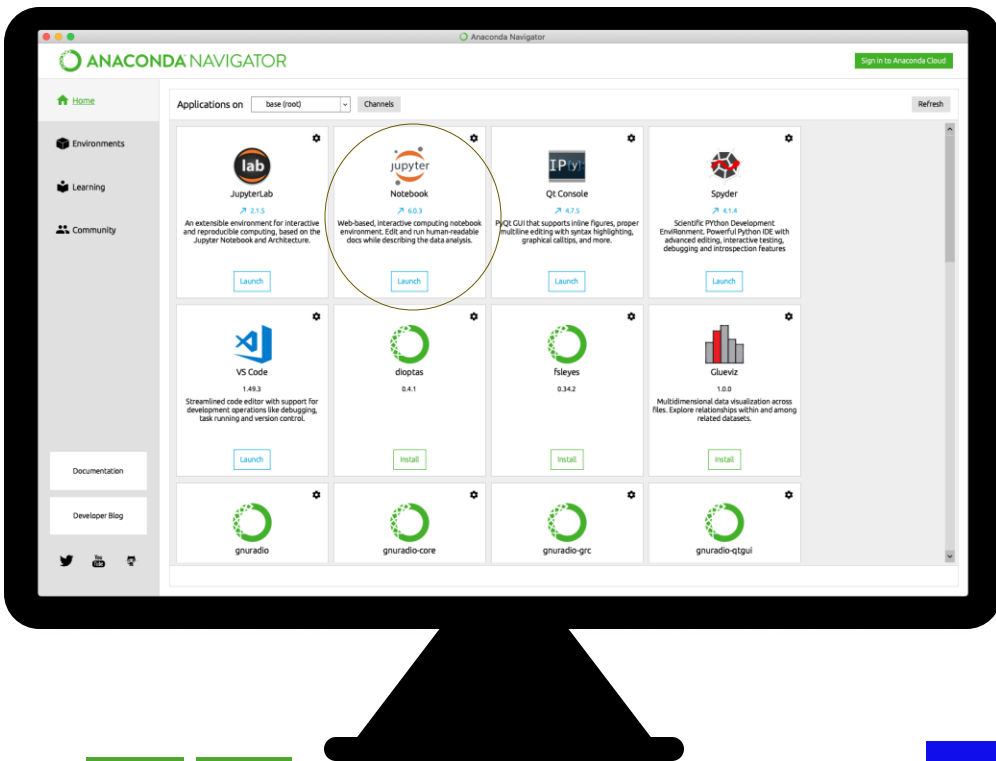 Anaconda Navigator
ANACONDA NAVIGATOR
Sign in to Anaconda Cloud
Home
Applications on
base (root)
Channels
Refresh
Environments
Learning
Community
Documentation
Developer Blog
You
Tube
lab
JupyterLab
2.1.5
An extensible environment for interactive
and reproducible computing, based on the
Jupyter Notebook and Architecture.
Launch
jupyter
Notebook
6.0.3
Web-based, interactive computing notebook
environment. Edit and run human-readable
docs while describing the data analysis.
Launch
IP[y]:
Qt Console
4.7.5
PyQt GUI that supports inline figures, proper
multiline editing with syntax highlighting,
graphical calltips, and more.
Launch
Spyder
4.1.4
Scientific PYthon Development
EnviRonment. Powerful Python IDE with
advanced editing, interactive testing,
debugging and introspection features
Launch
VS Code
1.49.3
Streamlined code editor with support for
development operations like debugging,
task running and version control.
Launch
dioptas
0.4.1
Install
fsleyes
0.34.2
Install
Glueviz
1.0.0
Multidimensional data visualization across
files. Explore relationships within and among
related datasets.
Install
gnuradio
gnuradio-core
gnuradio-grc
gnuradio-qtgui